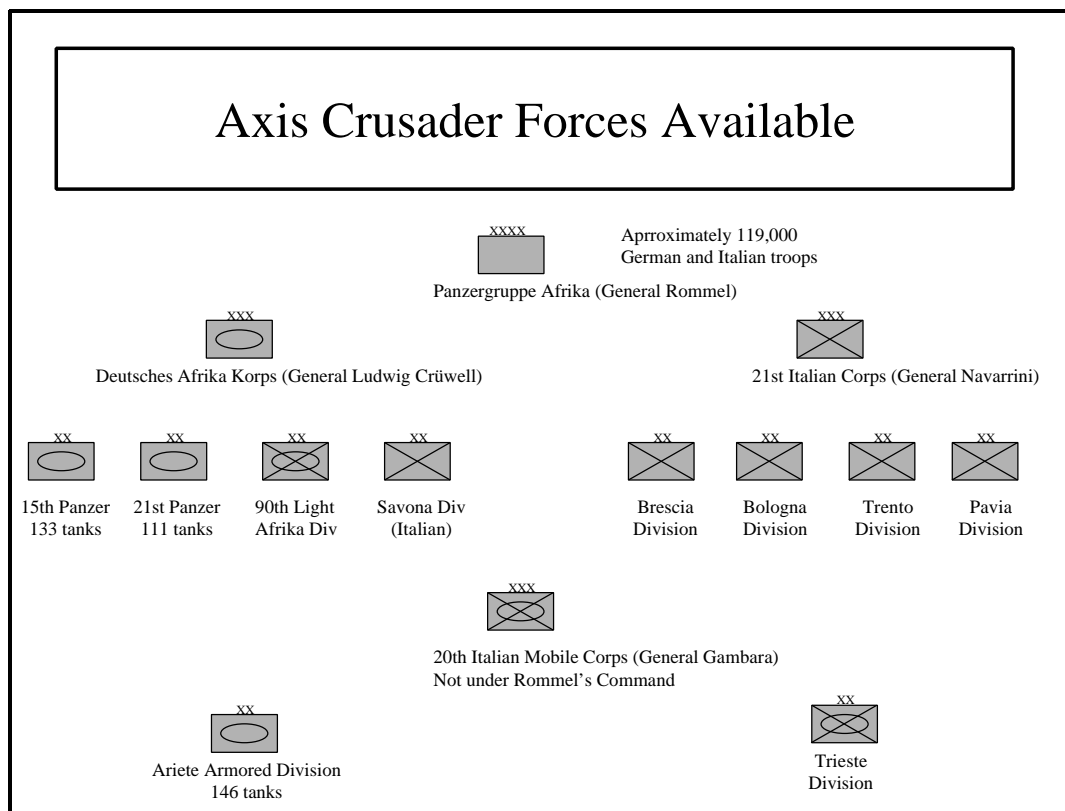 Axis Crusader Forces Available
XXXX
Aprroximately 119,000
German and Italian troops
Panzergruppe Afrika (General Rommel)
XXX
Deutsches Afrika Korps (General Ludwig Crüwell)
XXX
21st Italian Corps (General Navarrini)
XX
15th Panzer
133 tanks
XX
21st Panzer
111 tanks
XX
90th Light
Afrika Div
XX
Savona Div
(Italian)
XX
Brescia
Division
XX
Bologna
Division
XX
Trento
Division
XX
Pavia
Division
XXX
20th Italian Mobile Corps (General Gambara)
Not under Rommel's Command
XX
Ariete Armored Division
146 tanks
XX
Trieste
Division